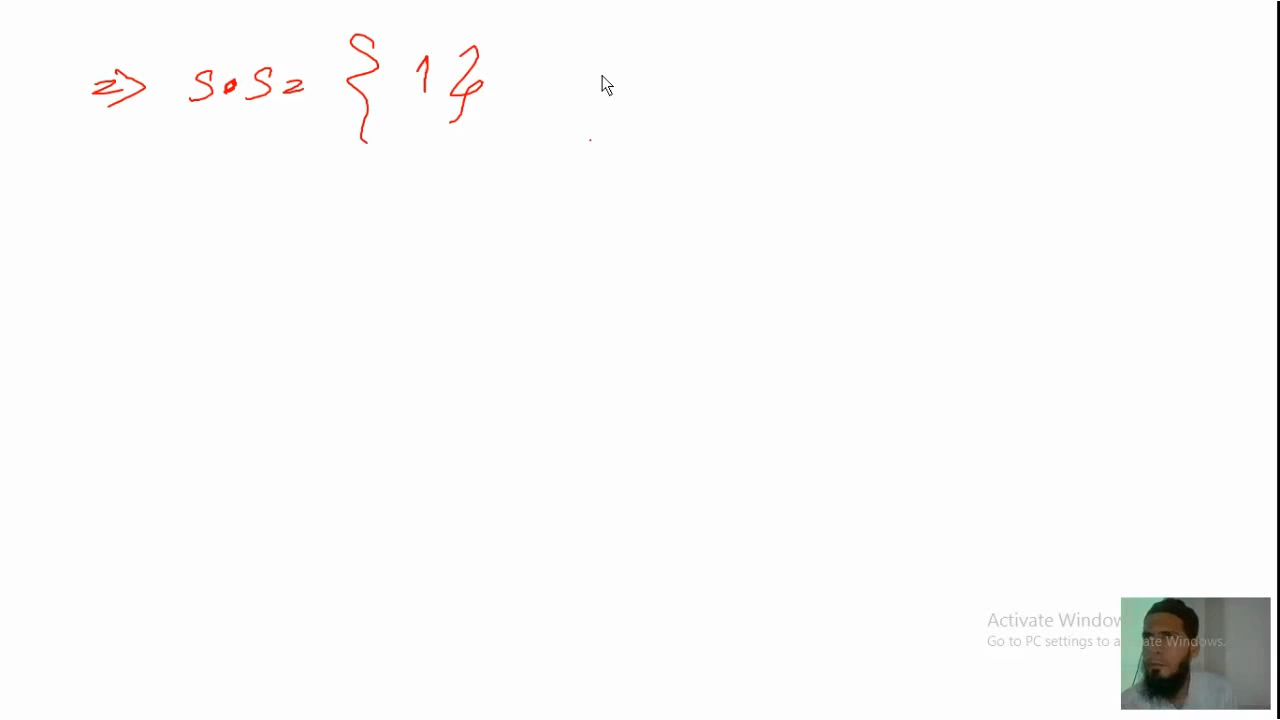 ⇒ S.S = { 1 }
Activate Window
Go to PC settings to a ate Windows.